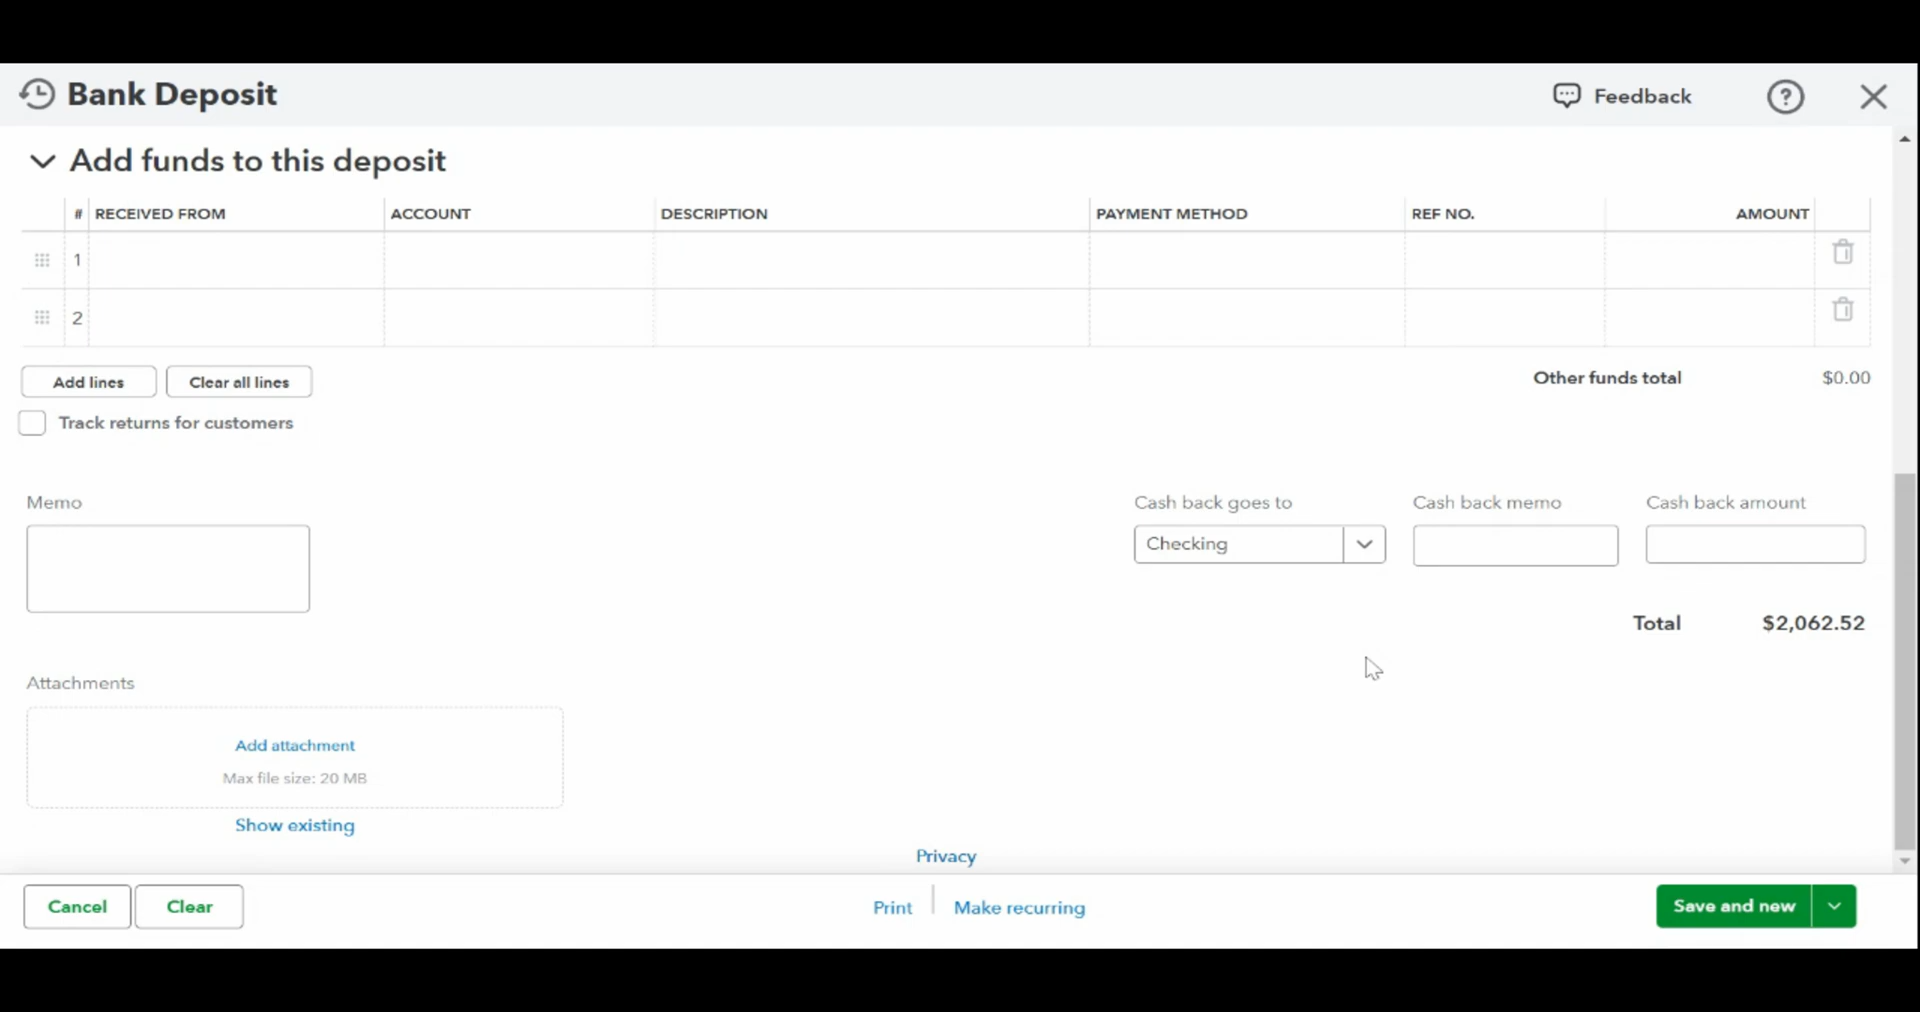 Bank Deposit
Feedback
?
Add funds to this deposit
# RECEIVED FROM ACCOUNT DESCRIPTION PAYMENT METHOD REF NO. AMOUNT
1
2
Add lines Clear all lines Other funds total $0.00
Track returns for customers
Memo Cash back goes to Cash back memo Cash back amount
Checking
Total $2,062.52
Attachments
Add attachment
Max file size: 20 MB
Show existing
Privacy
Cancel Clear Print Make recurring Save and new